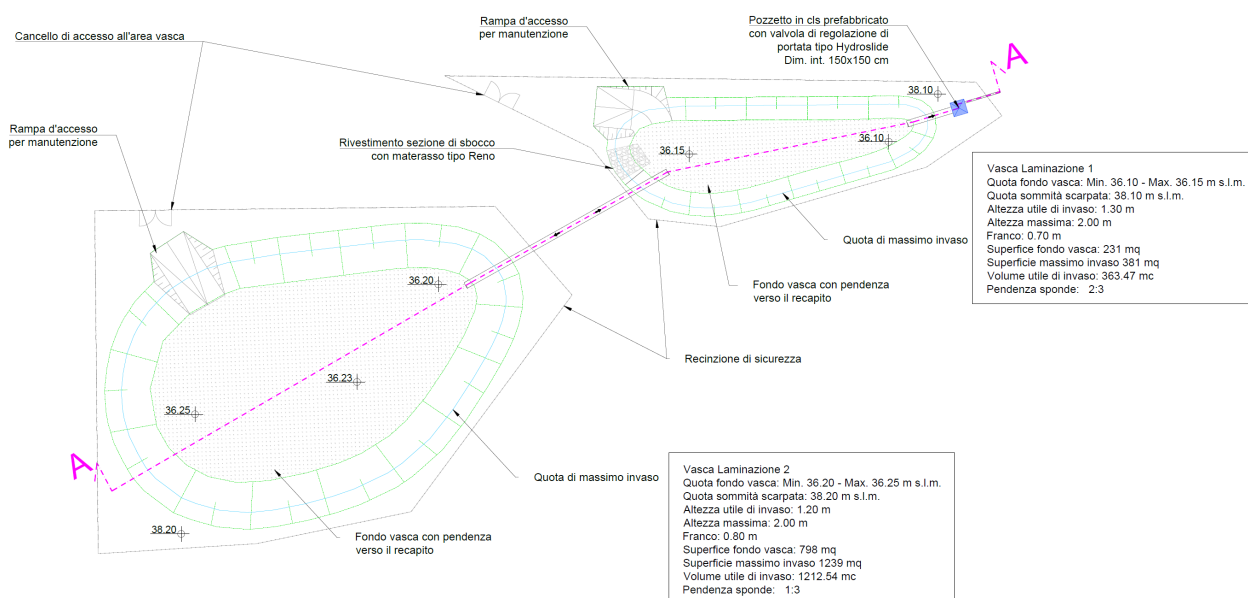 Cancello di accesso all'area vasca
Rampa d'accesso
per manutenzione
Pozzetto in cls prefabbricato
con valvola di regolazione di
portata tipo Hydroslide
Dim. int. 150x150 cm
A
38.10
Rampa d'accesso
per manutenzione
Rivestimento sezione di sbocco
con materasso tipo Reno
36.15
36.10
Vasca Laminazione 1
Quota fondo vasca: Min. 36.10 - Max. 36.15 m s.l.m.
Quota sommità scarpata: 38.10 m s.l.m.
Altezza utile di invaso: 1.30 m
Altezza massima: 2.00 m
Franco: 0.70 m
Superfice fondo vasca: 231 mq
Superficie massimo invaso 381 mq
Volume utile di invaso: 363.47 mc
Pendenza sponde: 2:3
Quota di massimo invaso
36.20
Fondo vasca con pendenza
verso il recapito
Recinzione di sicurezza
36.23
36.25
A
Quota di massimo invaso
38.20
Fondo vasca con pendenza
verso il recapito
Vasca Laminazione 2
Quota fondo vasca: Min. 36.20 - Max. 36.25 m s.l.m.
Quota sommità scarpata: 38.20 m s.l.m.
Altezza utile di invaso: 1.20 m
Altezza massima: 2.00 m
Franco: 0.80 m
Superfice fondo vasca: 798 mq
Superficie massimo invaso 1239 mq
Volume utile di invaso: 1212.54 mc
Pendenza sponde: 1:3